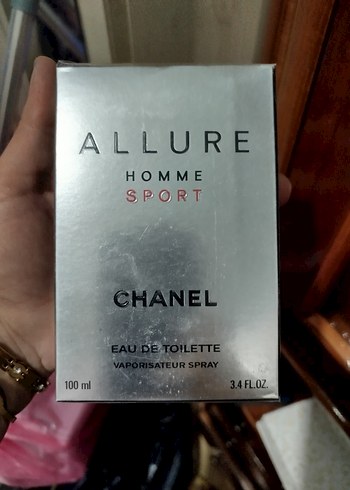 ALLURE
HOMME
SPORT
CHANEL
EAU DE TOILETTE
VAPORISATEUR SPRAY
100 ml 3.4 FL.OZ.